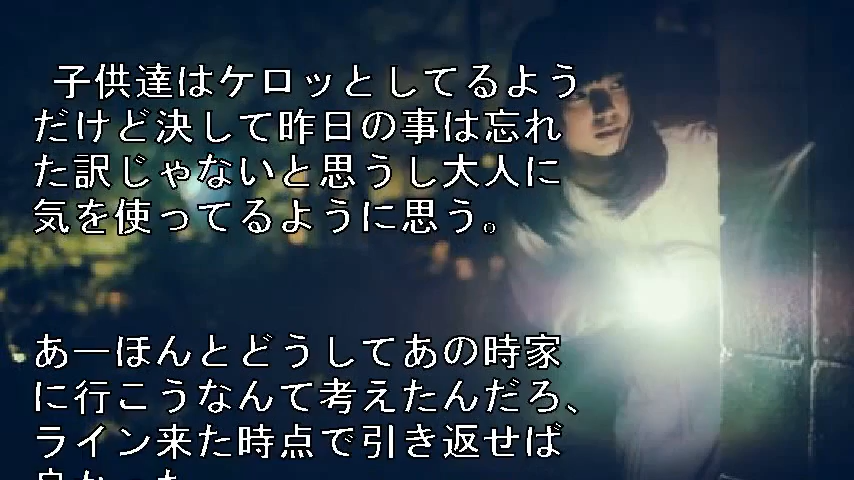 子供達はケロッとしてるよう
だけど決して昨日の事は忘れ
た訳じゃないと思うし大人に
気を使ってるように思う。
あーほんとどうしてあの時家
に行こうなんて考えたんだろ、
ライン来た時点で引き返せば